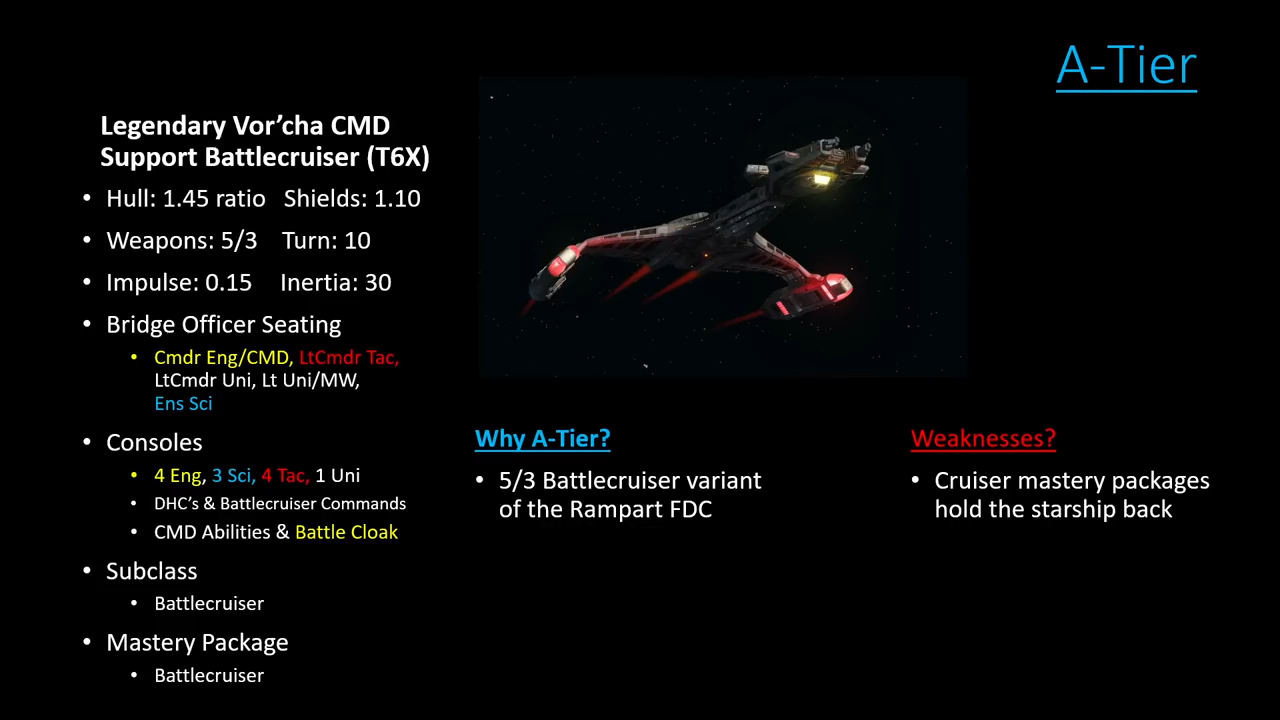 A-Tier
Legendary Vor’cha CMD
Support Battlecruiser (T6X)
• Hull: 1.45 ratio Shields: 1.10
• Weapons: 5/3 Turn: 10
• Impulse: 0.15 Inertia: 30
• Bridge Officer Seating
• Cmdr Eng/CMD, LtCmdr Tac,
LtCmdr Uni, Lt Uni/MW,
Ens Sci
• Consoles
• 4 Eng, 3 Sci, 4 Tac, 1 Uni
• DHC’s & Battlecruiser Commands
• CMD Abilities & Battle Cloak
• Subclass
• Battlecruiser
• Mastery Package
• Battlecruiser
Why A-Tier?
• 5/3 Battlecruiser variant
of the Rampart FDC
Weaknesses?
• Cruiser mastery packages
hold the starship back